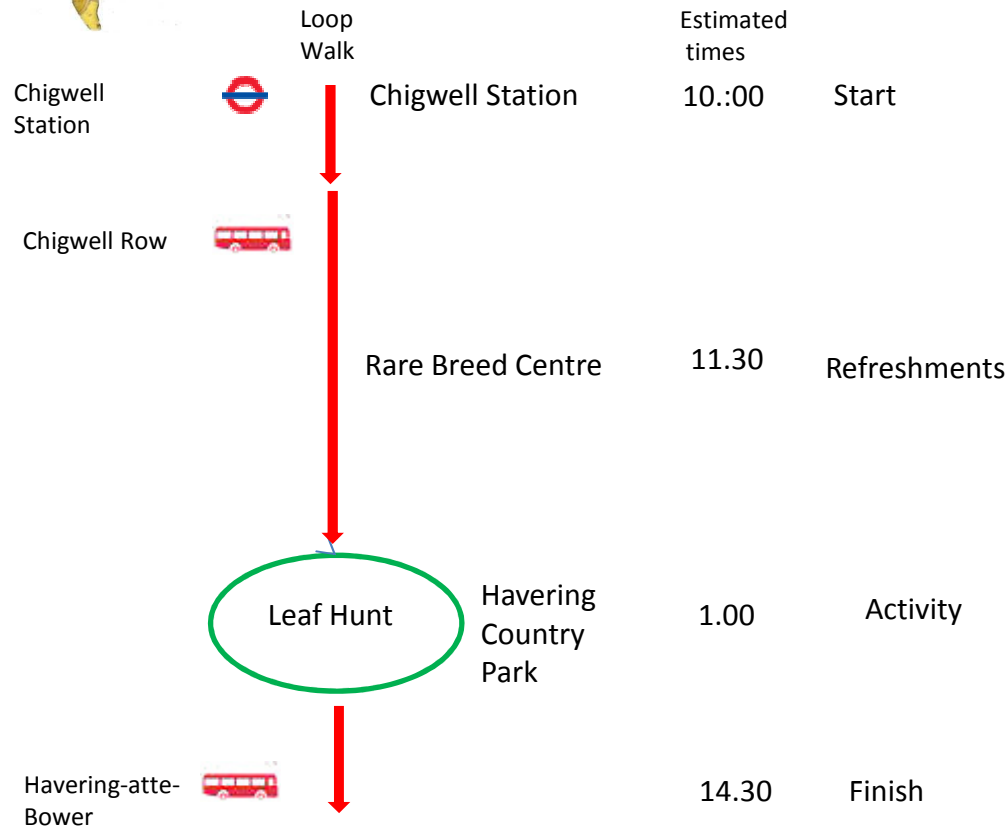 Loop
Walk
Estimated
times
Chigwell
Station
Chigwell Station
10.:00
Start
Chigwell Row
Rare Breed Centre
11.30
Refreshments
Leaf Hunt
Havering
Country
Park
1.00
Activity
Havering-atte-
Bower
14.30
Finish